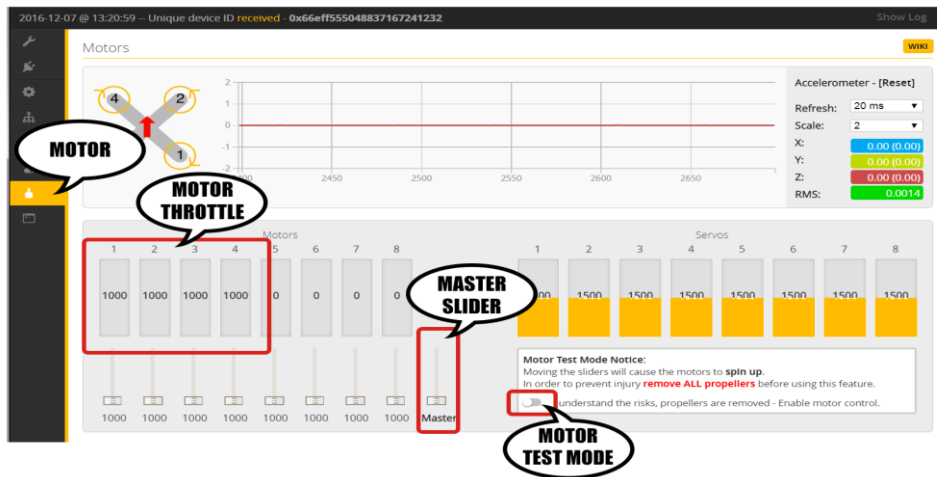 2016-12-07 @ 13:20:59 -- Unique device ID received - 0x66eff555048837167241232
Show Log
Motors
WIKI
4
2
1
2
1
0
-1
-2
2450
2500
2550
2600
2650
Accelerometer - [Reset]
Refresh: 20 ms
Scale: 2
X: 0.00 (0.00)
Y: 0.00 (0.00)
Z: 0.00 (0.00)
RMS: 0.0014
MOTOR
MOTOR
THROTTLE
Motors
1 2 3 4 5 6 7 8
1000 1000 1000 1000 0 0 0 0
1000 1000 1000 1000 1000 1000 1000 1000 Master
MASTER
SLIDER
Servos
1 2 3 4 5 6 7 8
1500 1500 1500 1500 1500 1500 1500
Motor Test Mode Notice:
Moving the sliders will cause the motors to spin up.
In order to prevent injury remove ALL propellers before using this feature.
understand the risks, propellers are removed - Enable motor control.
MOTOR
TEST MODE